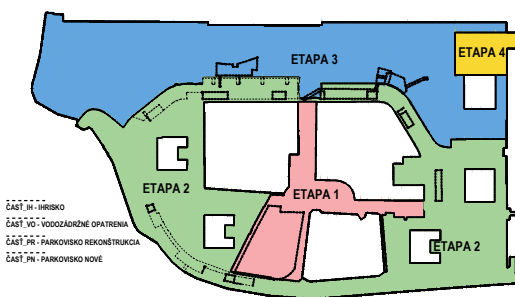 ETAPA 4
ETAPA 3
ETAPA 2
ETAPA 1
ČASŤ_IH - IHRISKO
ČASŤ_VO - VODOZÁDRŽNÉ OPATRENIA
ČASŤ_PR - PARKOVISKO REKONŠTRUKCIA
ETAPA 2
ČASŤ_PN - PARKOVISKO NOVÉ